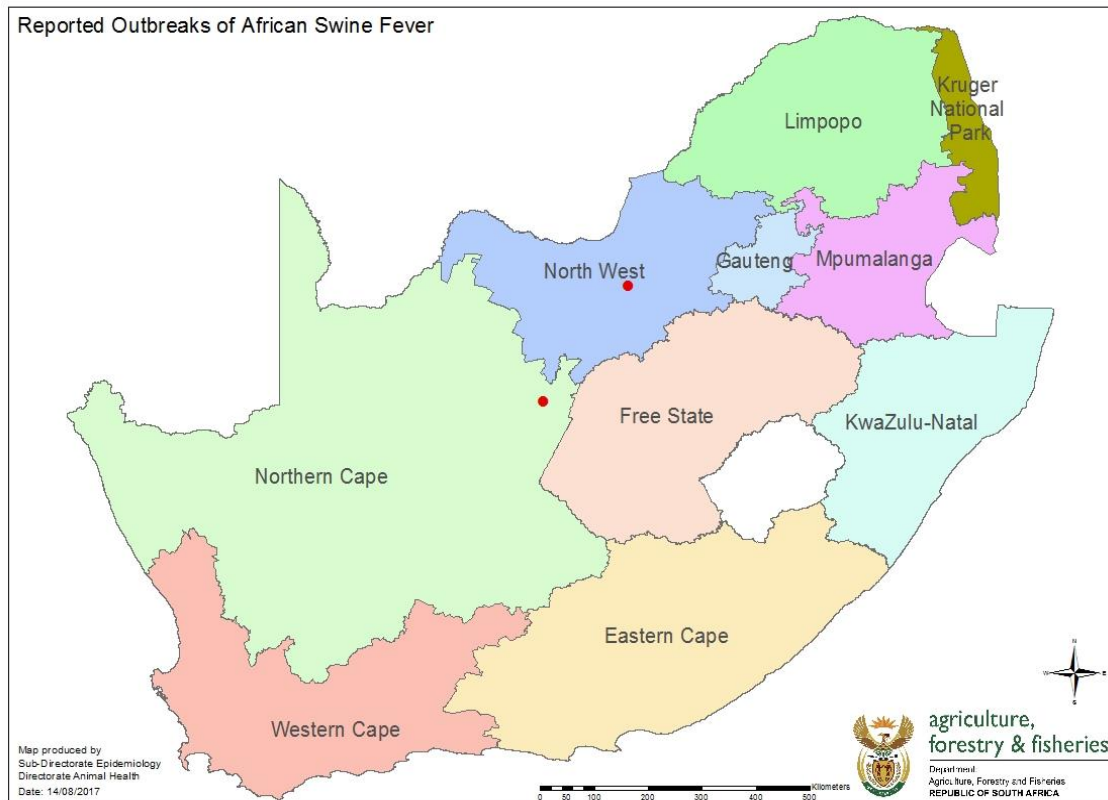 Reported Outbreaks of African Swine Fever
Kruger
National
Park
Limpopo
North West
Gauteng
Mpumalanga
Free State
KwaZulu-Natal
Northern Cape
Eastern Cape
Western Cape
N
W
E
S
Map produced by
Sub-Directorate Epidemiology
Directorate Animal Health
Date: 14/08/2017
Kilometers
0 50 100 200 300 400 500
agriculture,
forestry & fisheries
Department:
Agriculture, Forestry and Fisheries
REPUBLIC OF SOUTH AFRICA